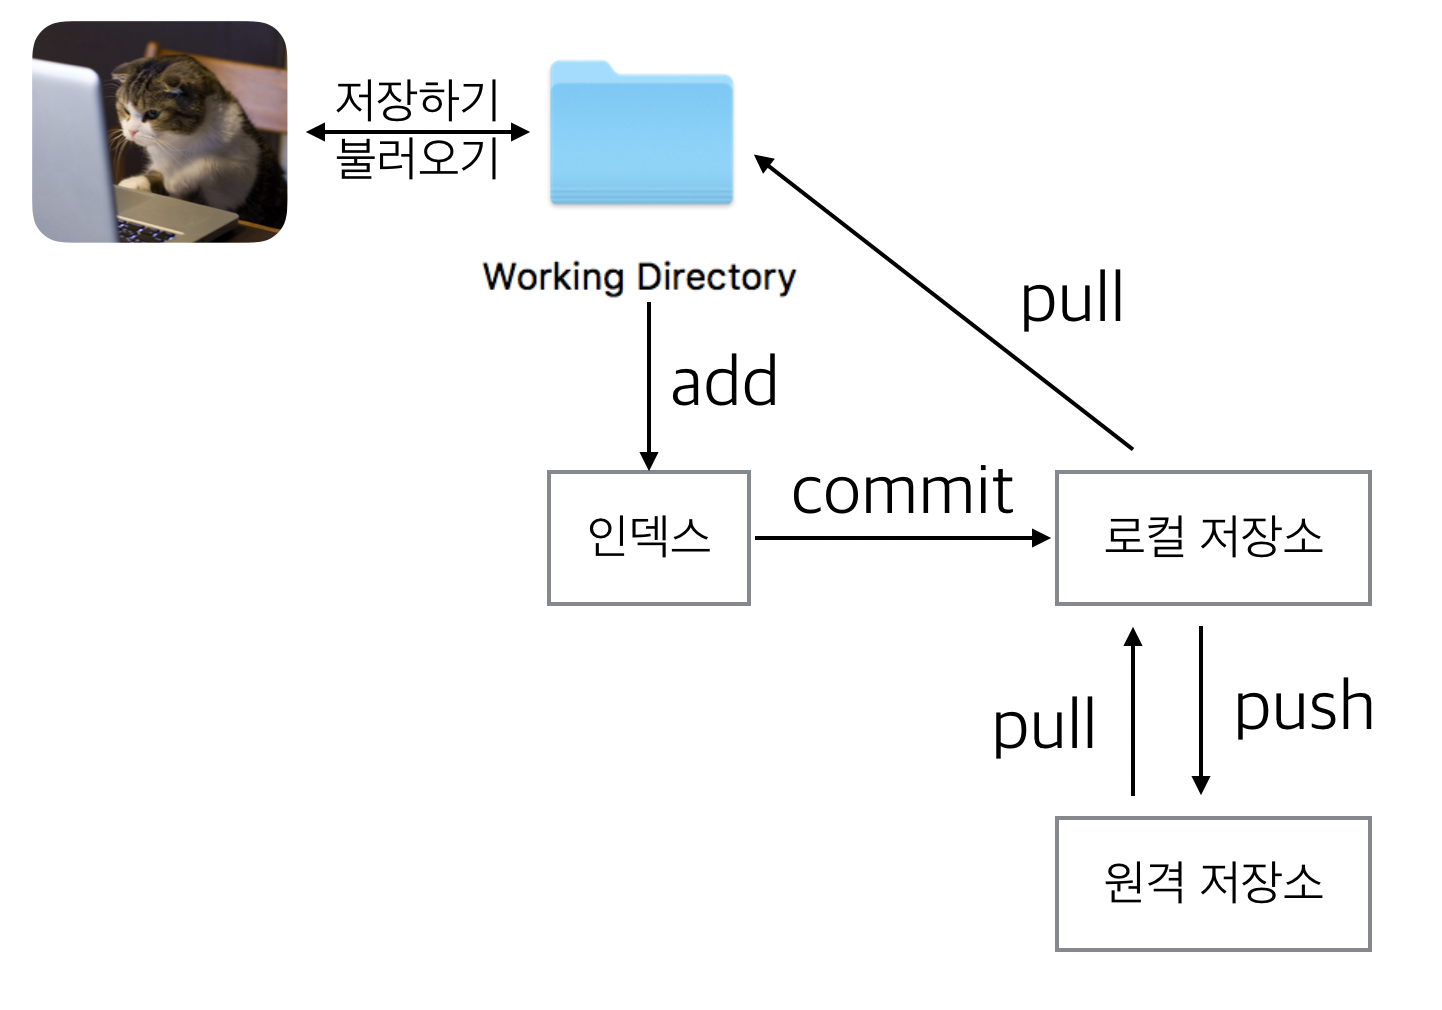 저장하기
불러오기
Working Directory
pull
add
commit
인덱스
로컬 저장소
pull
push
원격 저장소